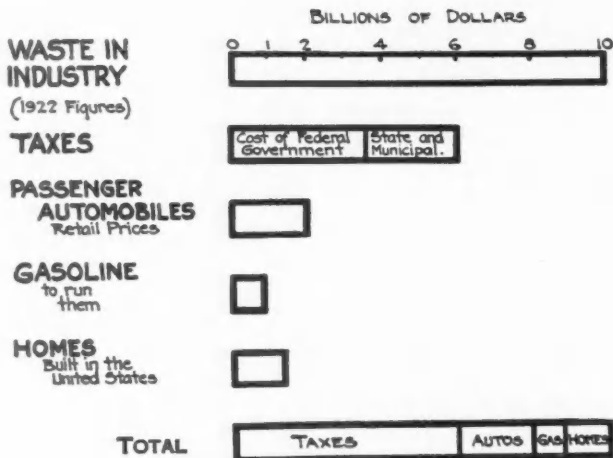 BILLIONS OF DOLLARS
0 1 2 4 6 8 10
WASTE IN
INDUSTRY
(1922 Figures)
TAXES
Cost of Federal
Government
State and
Municipal.
PASSENGER
AUTOMOBILES
Retail Prices
GASOLINE
to run
them
HOMES
Built in the
United States
TOTAL
TAXES
AUTOS
GAS
HOMES